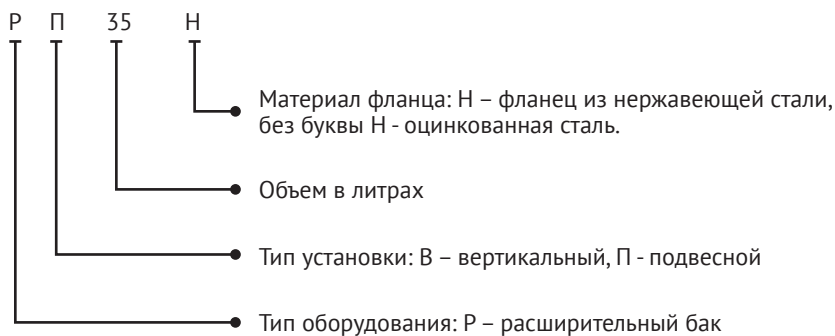 Р П 35 Н
Материал фланца: Н – фланец из нержавеющей стали,
без буквы Н - оцинкованная сталь.
Объем в литрах
Тип установки: В – вертикальный, П - подвесной
Тип оборудования: Р – расширительный бак